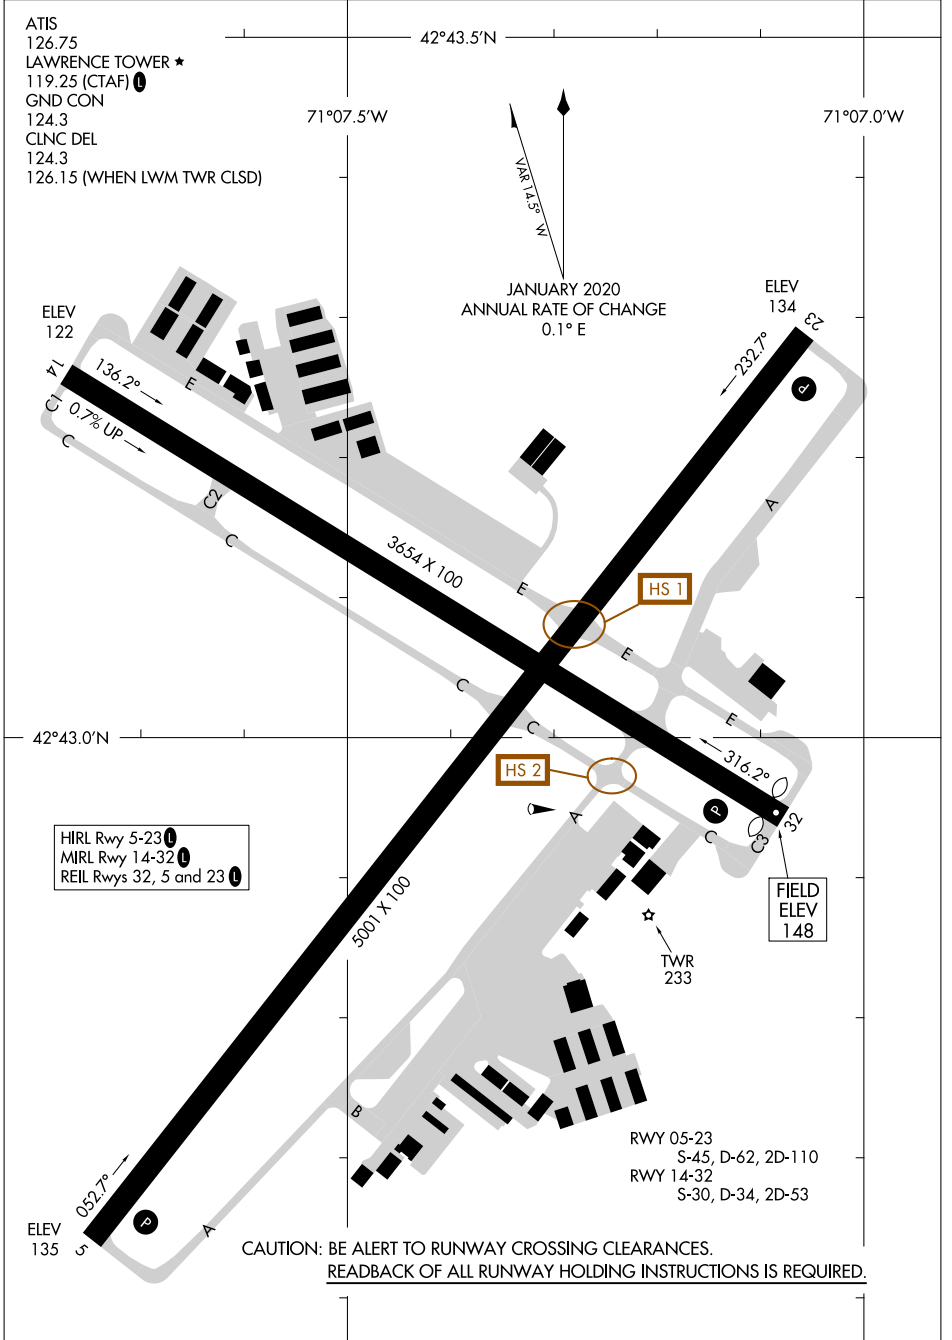 ATIS
126.75
LAWRENCE TOWER ★
119.25 (CTAF) L
GND CON
124.3
CLNC DEL
124.3
126.15 (WHEN LWM TWR CLSD)
42°43.5'N
71°07.5'W
71°07.0'W
VAR 14.5° W
JANUARY 2020
ANNUAL RATE OF CHANGE
0.1° E
ELEV
122
ELEV
134
23
232.7°
P
14
136.2°
E
C1
0.7% UP
C
C2
C
A
3654 X 100
E
HS 1
E
C
E
C
42°43.0'N
316.2°
HS 2
P
A
C
C3
32
HIRL Rwy 5-23 L
MIRL Rwy 14-32 L
REIL Rwys 32, 5 and 23 L
FIELD
ELEV
148
5001 X 100
TWR
233
B
RWY 05-23
S-45, D-62, 2D-110
RWY 14-32
S-30, D-34, 2D-53
052.7°
P
A
ELEV
135
5
CAUTION: BE ALERT TO RUNWAY CROSSING CLEARANCES.
READBACK OF ALL RUNWAY HOLDING INSTRUCTIONS IS REQUIRED.